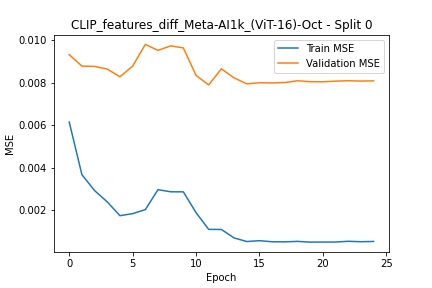 CLIP_features_diff_Meta-AI1k_(ViT-16)-Oct - Split 0
Train MSE
Validation MSE
MSE
0.010
0.008
0.006
0.004
0.002
0 5 10 15 20 25
Epoch